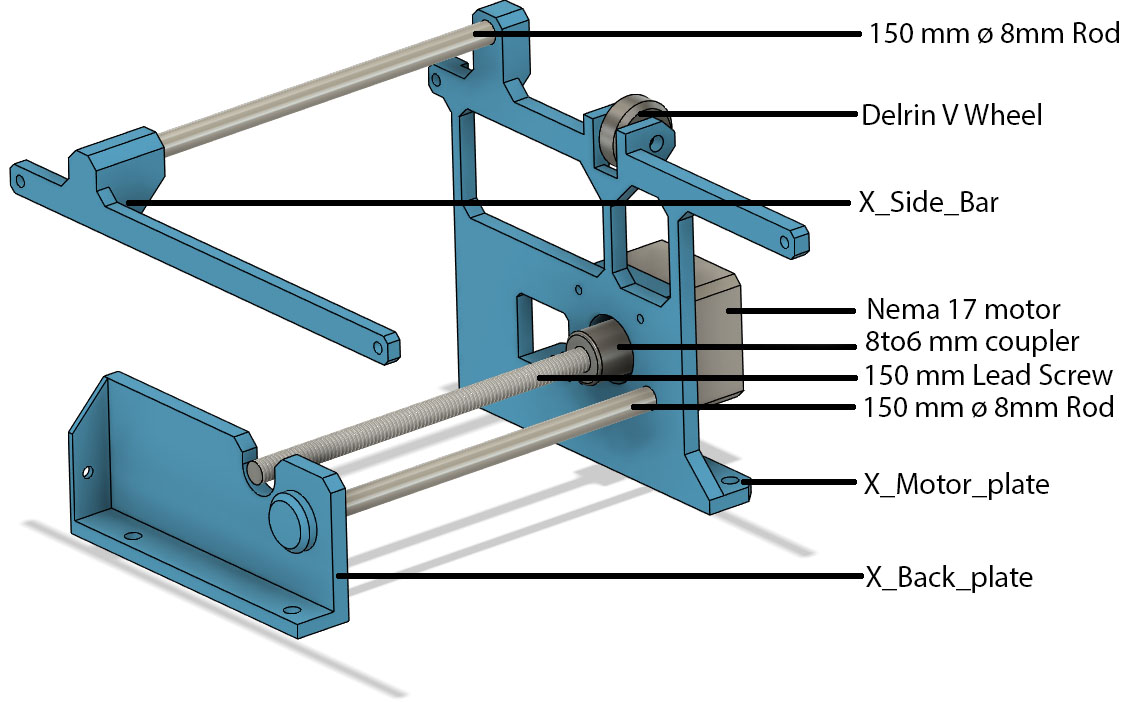 150 mm ø 8mm Rod
Delrin V Wheel
X_Side_Bar
Nema 17 motor
8to6 mm coupler
150 mm Lead Screw
150 mm ø 8mm Rod
X_Motor_plate
X_Back_plate